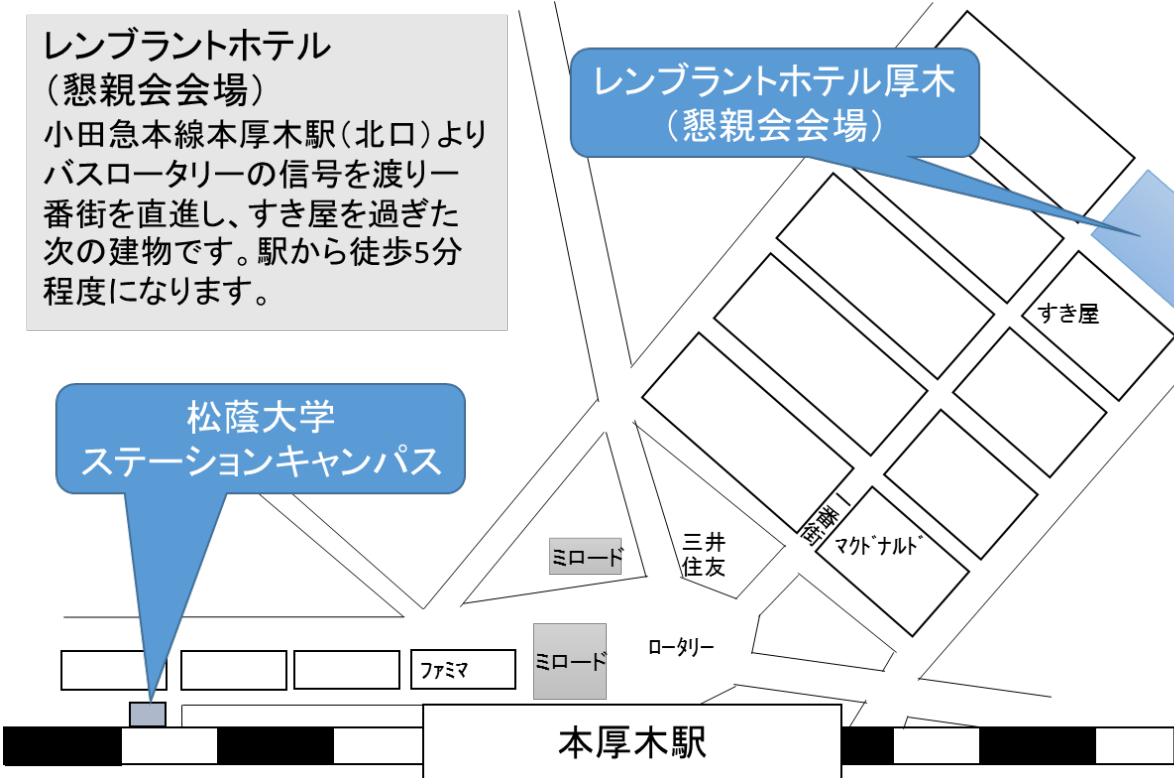 レンブラントホテル
（懇親会会場）
小田急本線本厚木駅（北口）より
バスロータリーの信号を渡り一
番街を直進し、すき屋を過ぎた
次の建物です。駅から徒歩5分
程度になります。
レンブラントホテル厚木
（懇親会会場）
すき屋
松蔭大学
ステーションキャンパス
一番街
ﾏｸﾄﾞﾅﾙﾄﾞ
三井
住友
ミロード
ﾛｰﾀﾘｰ
ﾌｧﾐﾏ
ミロード
本厚木駅